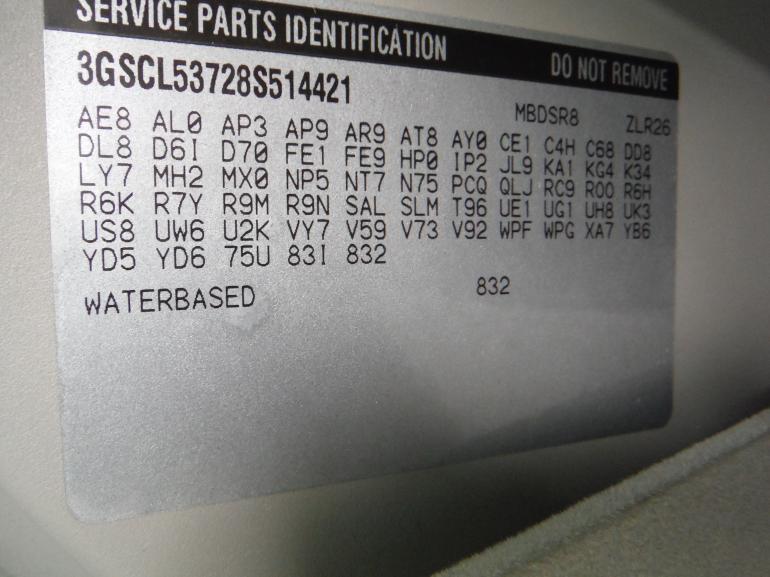 SERVICE PARTS IDENTIFICATION DO NOT REMOVE
3GSCL53728S514421 MBDSR8 ZLR26
AE8 AL0 AP3 AP9 AR9 AT8 AY0 CE1 C4H C68 DD8
DL8 D6I D70 FE1 FE9 HP0 IP2 JL9 KA1 KG4 K34
LY7 MH2 MX0 NP5 NT7 N75 PCQ QLJ RC9 R00 R6H
R6K R7Y R9M R9N SAL SLM T96 UE1 UG1 UH8 UK3
US8 UW6 U2K VY7 V59 V73 V92 WPF WPG XA7 YB6
YD5 YD6 75U 83I 832
WATERBASED 832